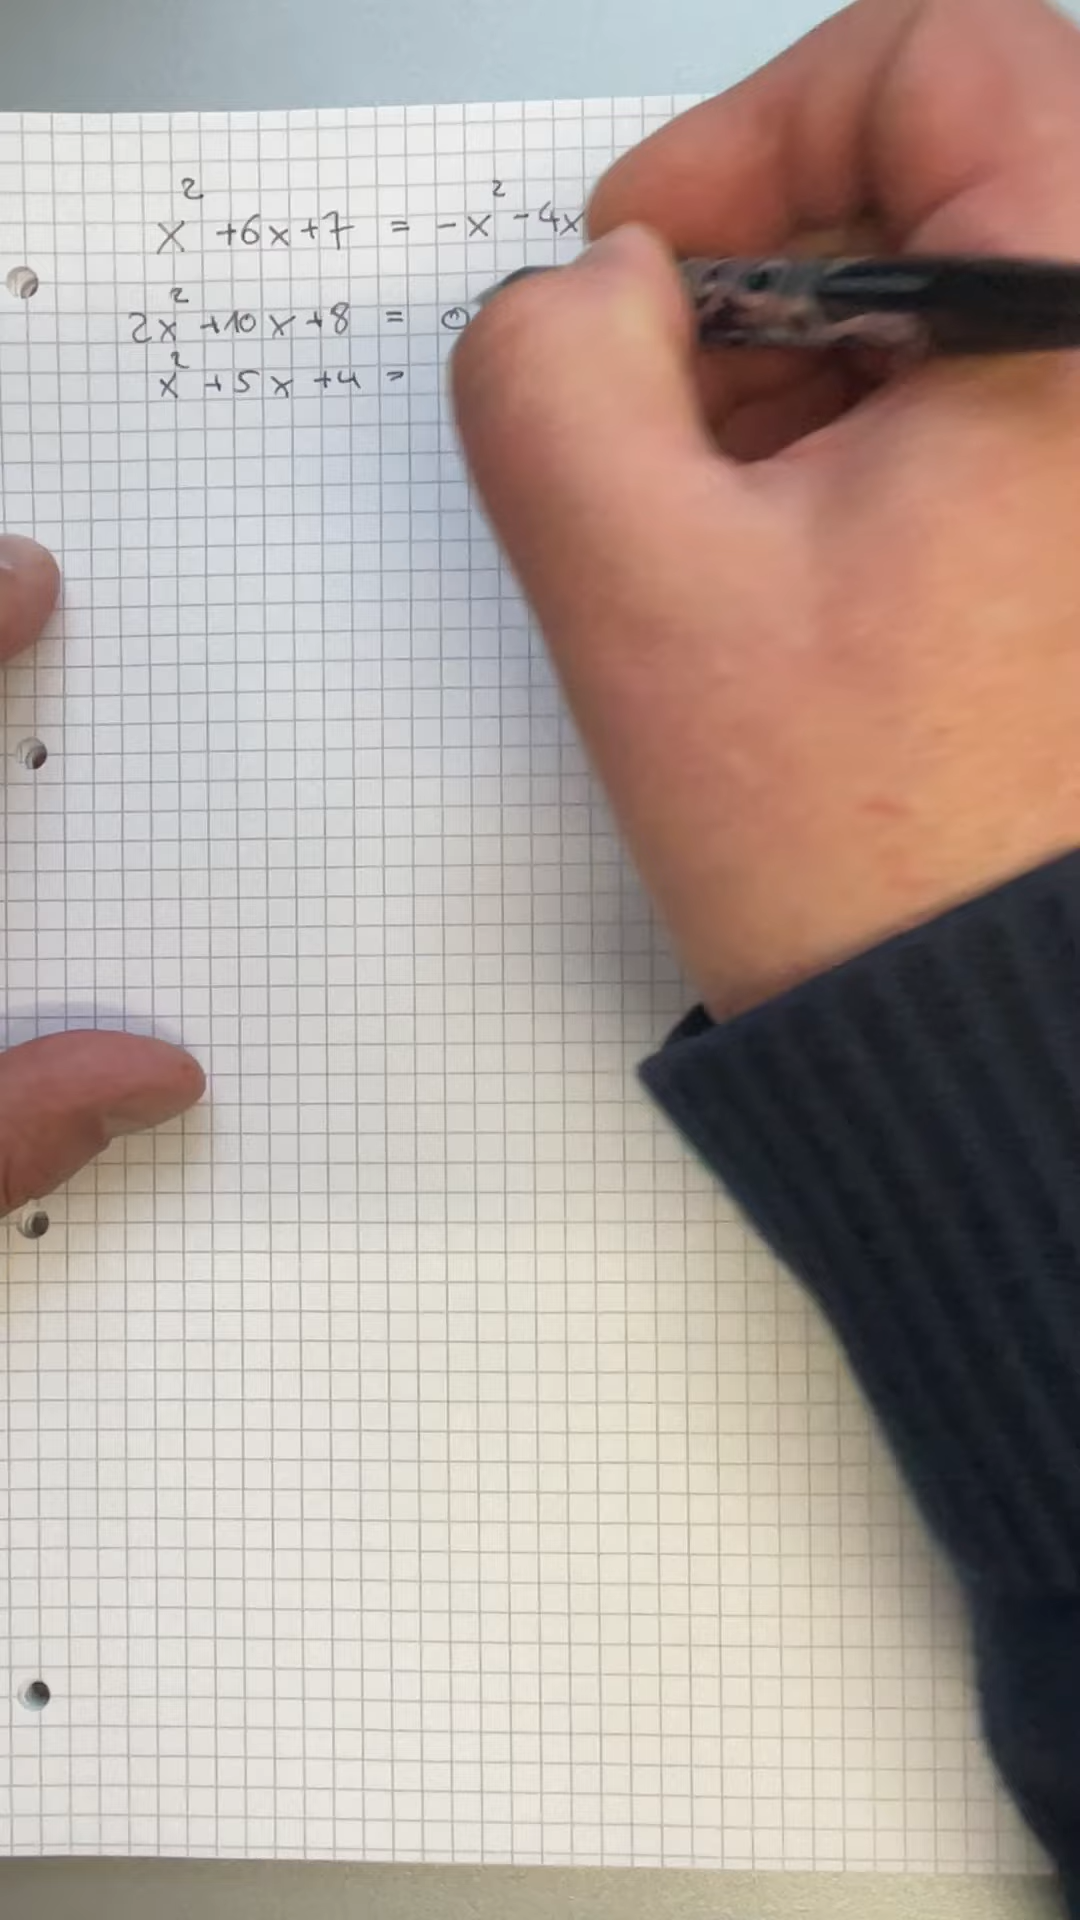 x² +6x+7 = -x² -4x
2x² +10x +8 = 0
x² +5x +4 =